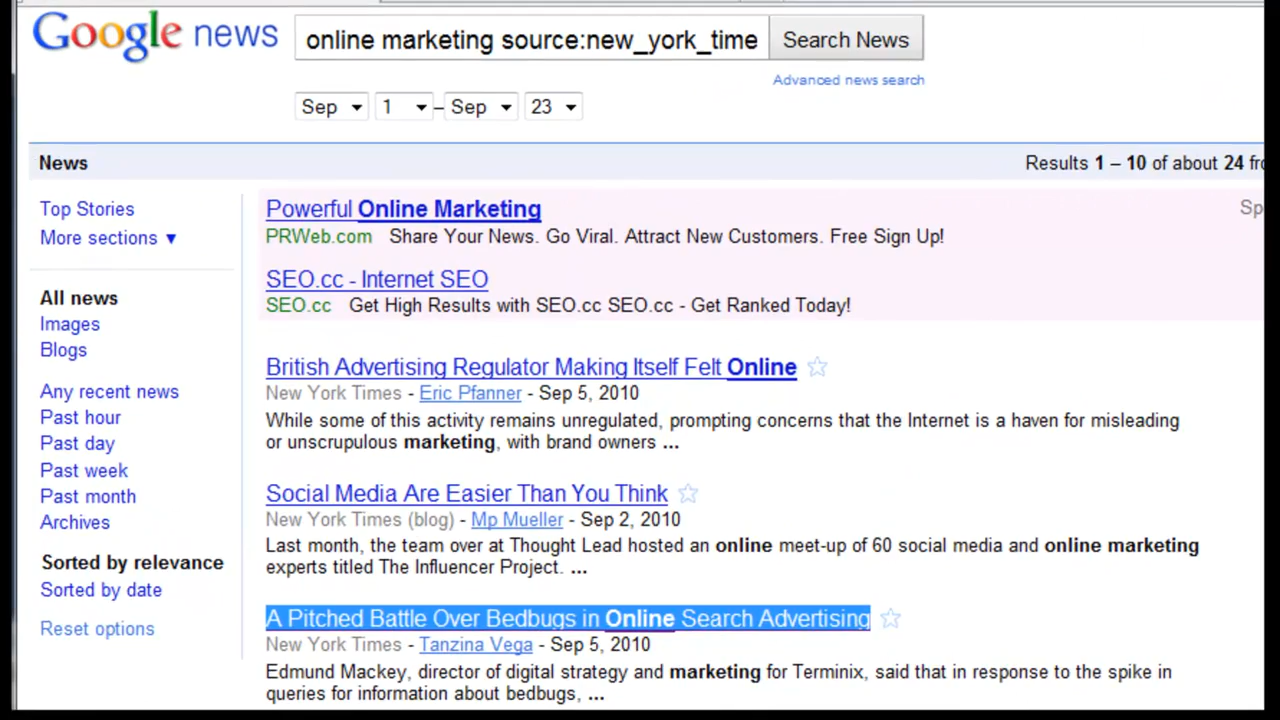 Google news
online marketing source:new_york_time
Search News
Advanced news search
Sep 1 – Sep 23
News
Results 1 – 10 of about 24
Top Stories
More sections ▼
All news
Images
Blogs
Any recent news
Past hour
Past day
Past week
Past month
Archives
Sorted by relevance
Sorted by date
Reset options
Powerful Online Marketing
PRWeb.com Share Your News. Go Viral. Attract New Customers. Free Sign Up!
SEO.cc - Internet SEO
SEO.cc Get High Results with SEO.cc SEO.cc - Get Ranked Today!
British Advertising Regulator Making Itself Felt Online
New York Times - Eric Pfanner - Sep 5, 2010
While some of this activity remains unregulated, prompting concerns that the Internet is a haven for misleading
or unscrupulous marketing, with brand owners ...
Social Media Are Easier Than You Think
New York Times (blog) - Mp Mueller - Sep 2, 2010
Last month, the team over at Thought Lead hosted an online meet-up of 60 social media and online marketing
experts titled The Influencer Project. ...
A Pitched Battle Over Bedbugs in Online Search Advertising
New York Times - Tanzina Vega - Sep 5, 2010
Edmund Mackey, director of digital strategy and marketing for Terminix, said that in response to the spike in
queries for information about bedbugs, ...